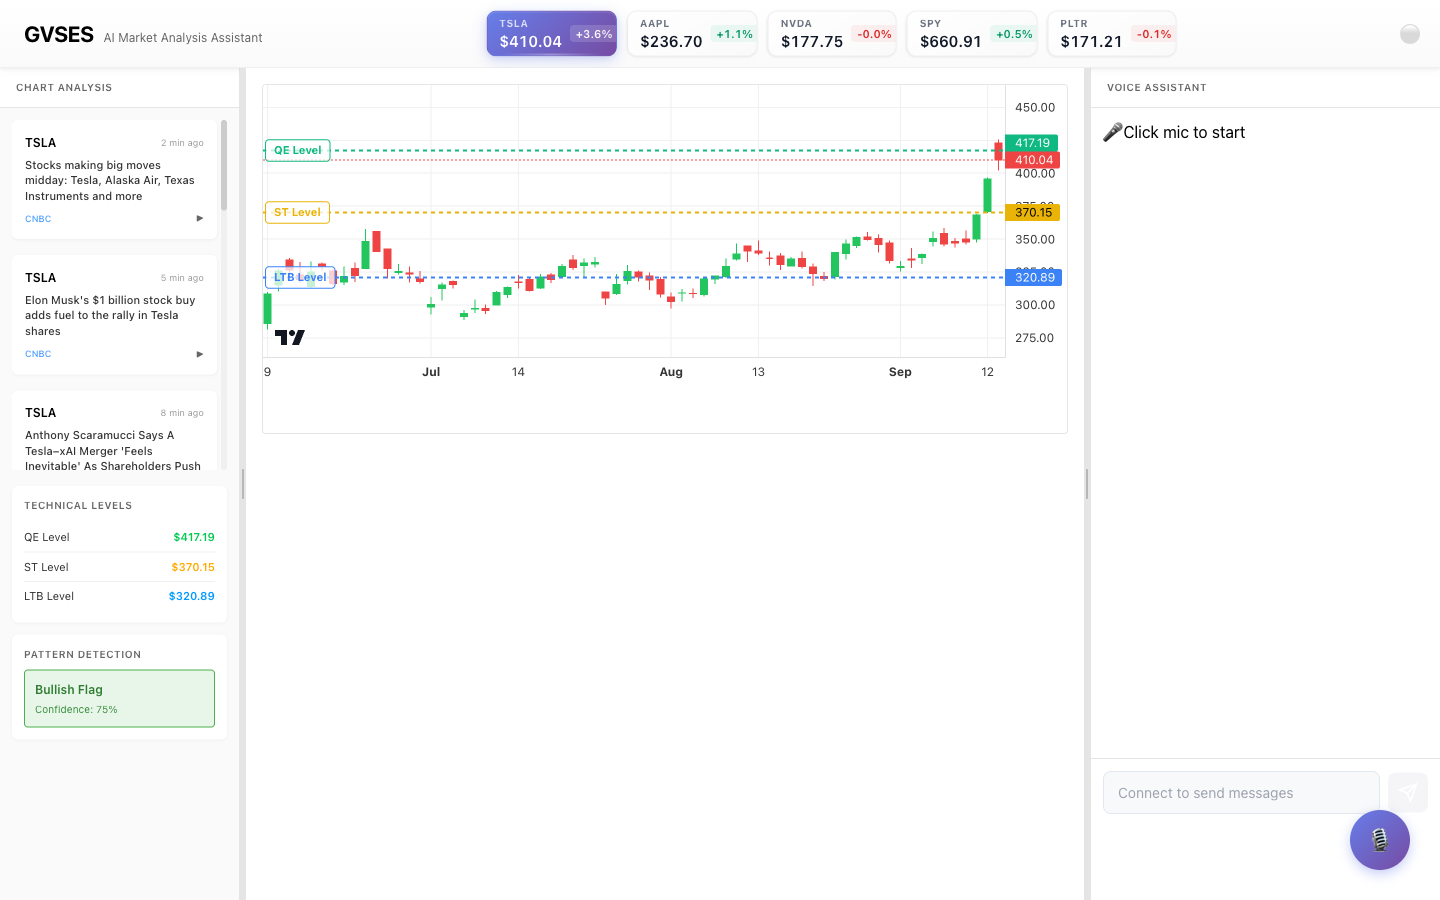 GVSES AI Market Analysis Assistant
TSLA
$410.04 +3.6%
AAPL
$236.70 +1.1%
NVDA
$177.75 -0.0%
SPY
$660.91 +0.5%
PLTR
$171.21 -0.1%
CHART ANALYSIS
TSLA 2 min ago
Stocks making big moves
midday: Tesla, Alaska Air, Texas
Instruments and more
CNBC
TSLA 5 min ago
Elon Musk's $1 billion stock buy
adds fuel to the rally in Tesla
shares
CNBC
TSLA 8 min ago
Anthony Scaramucci Says A
Tesla–xAI Merger 'Feels
Inevitable' As Shareholders Push
TECHNICAL LEVELS
QE Level $417.19
ST Level $370.15
LTB Level $320.89
PATTERN DETECTION
Bullish Flag
Confidence: 75%
QE Level
ST Level
LTB Level
450.00
417.19
410.04
400.00
370.15
350.00
320.89
300.00
275.00
9 Jul 14 Aug 13 Sep 12
VOICE ASSISTANT
Click mic to start
Connect to send messages